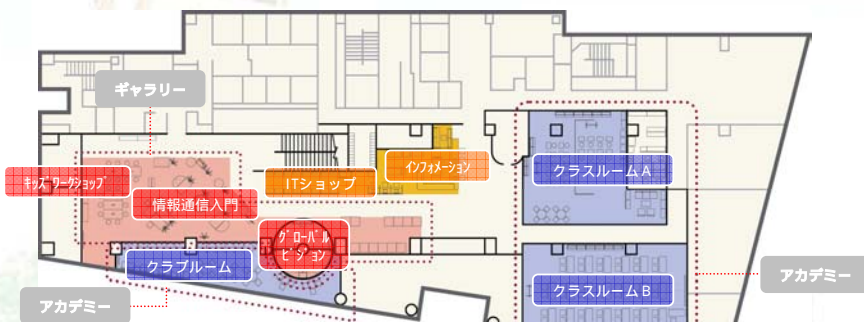 ギャラリー
キッズワークショップ
情報通信入門
ITショップ
インフォメーション
クラスルームA
グローバル
ビジョン
クラブルーム
クラスルームB
アカデミー
アカデミー